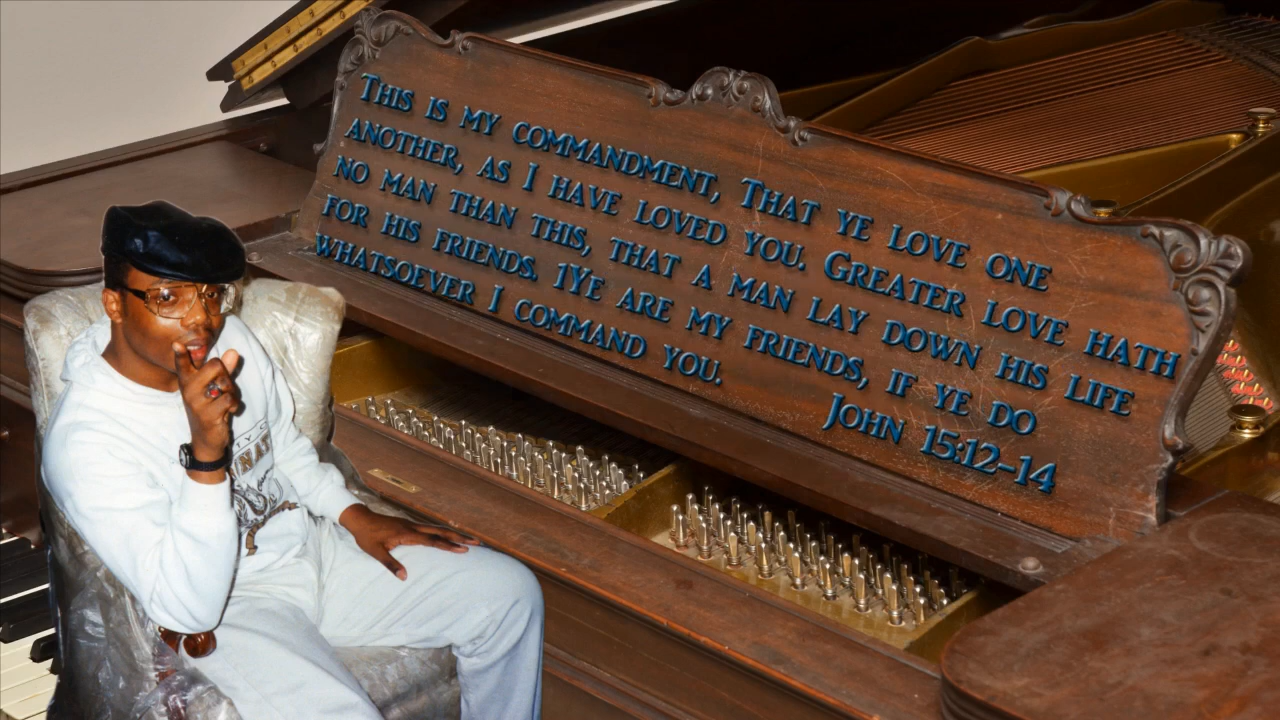 This is my commandment, That ye love one
another, as I have loved you. Greater love hath
no man than this, that a man lay down his life
for his friends. 1Ye are my friends, if ye do
whatsoever I command you.
John 15:12-14